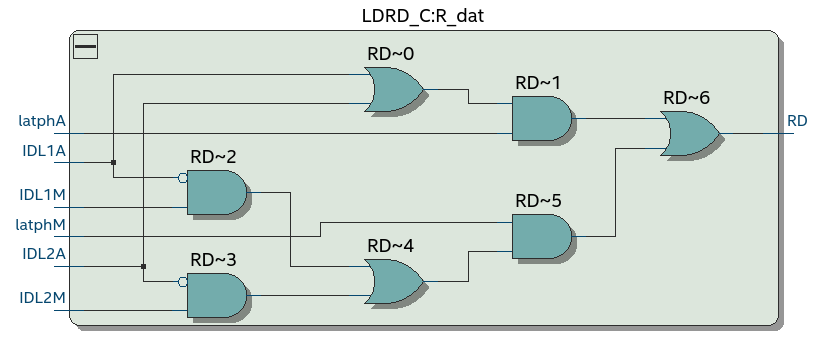 LDRD_C:R_dat
RD~0
RD~1
RD~6
latphA
RD
IDL1A
RD~2
IDL1M
RD~5
latphM
RD~4
IDL2A
RD~3
IDL2M